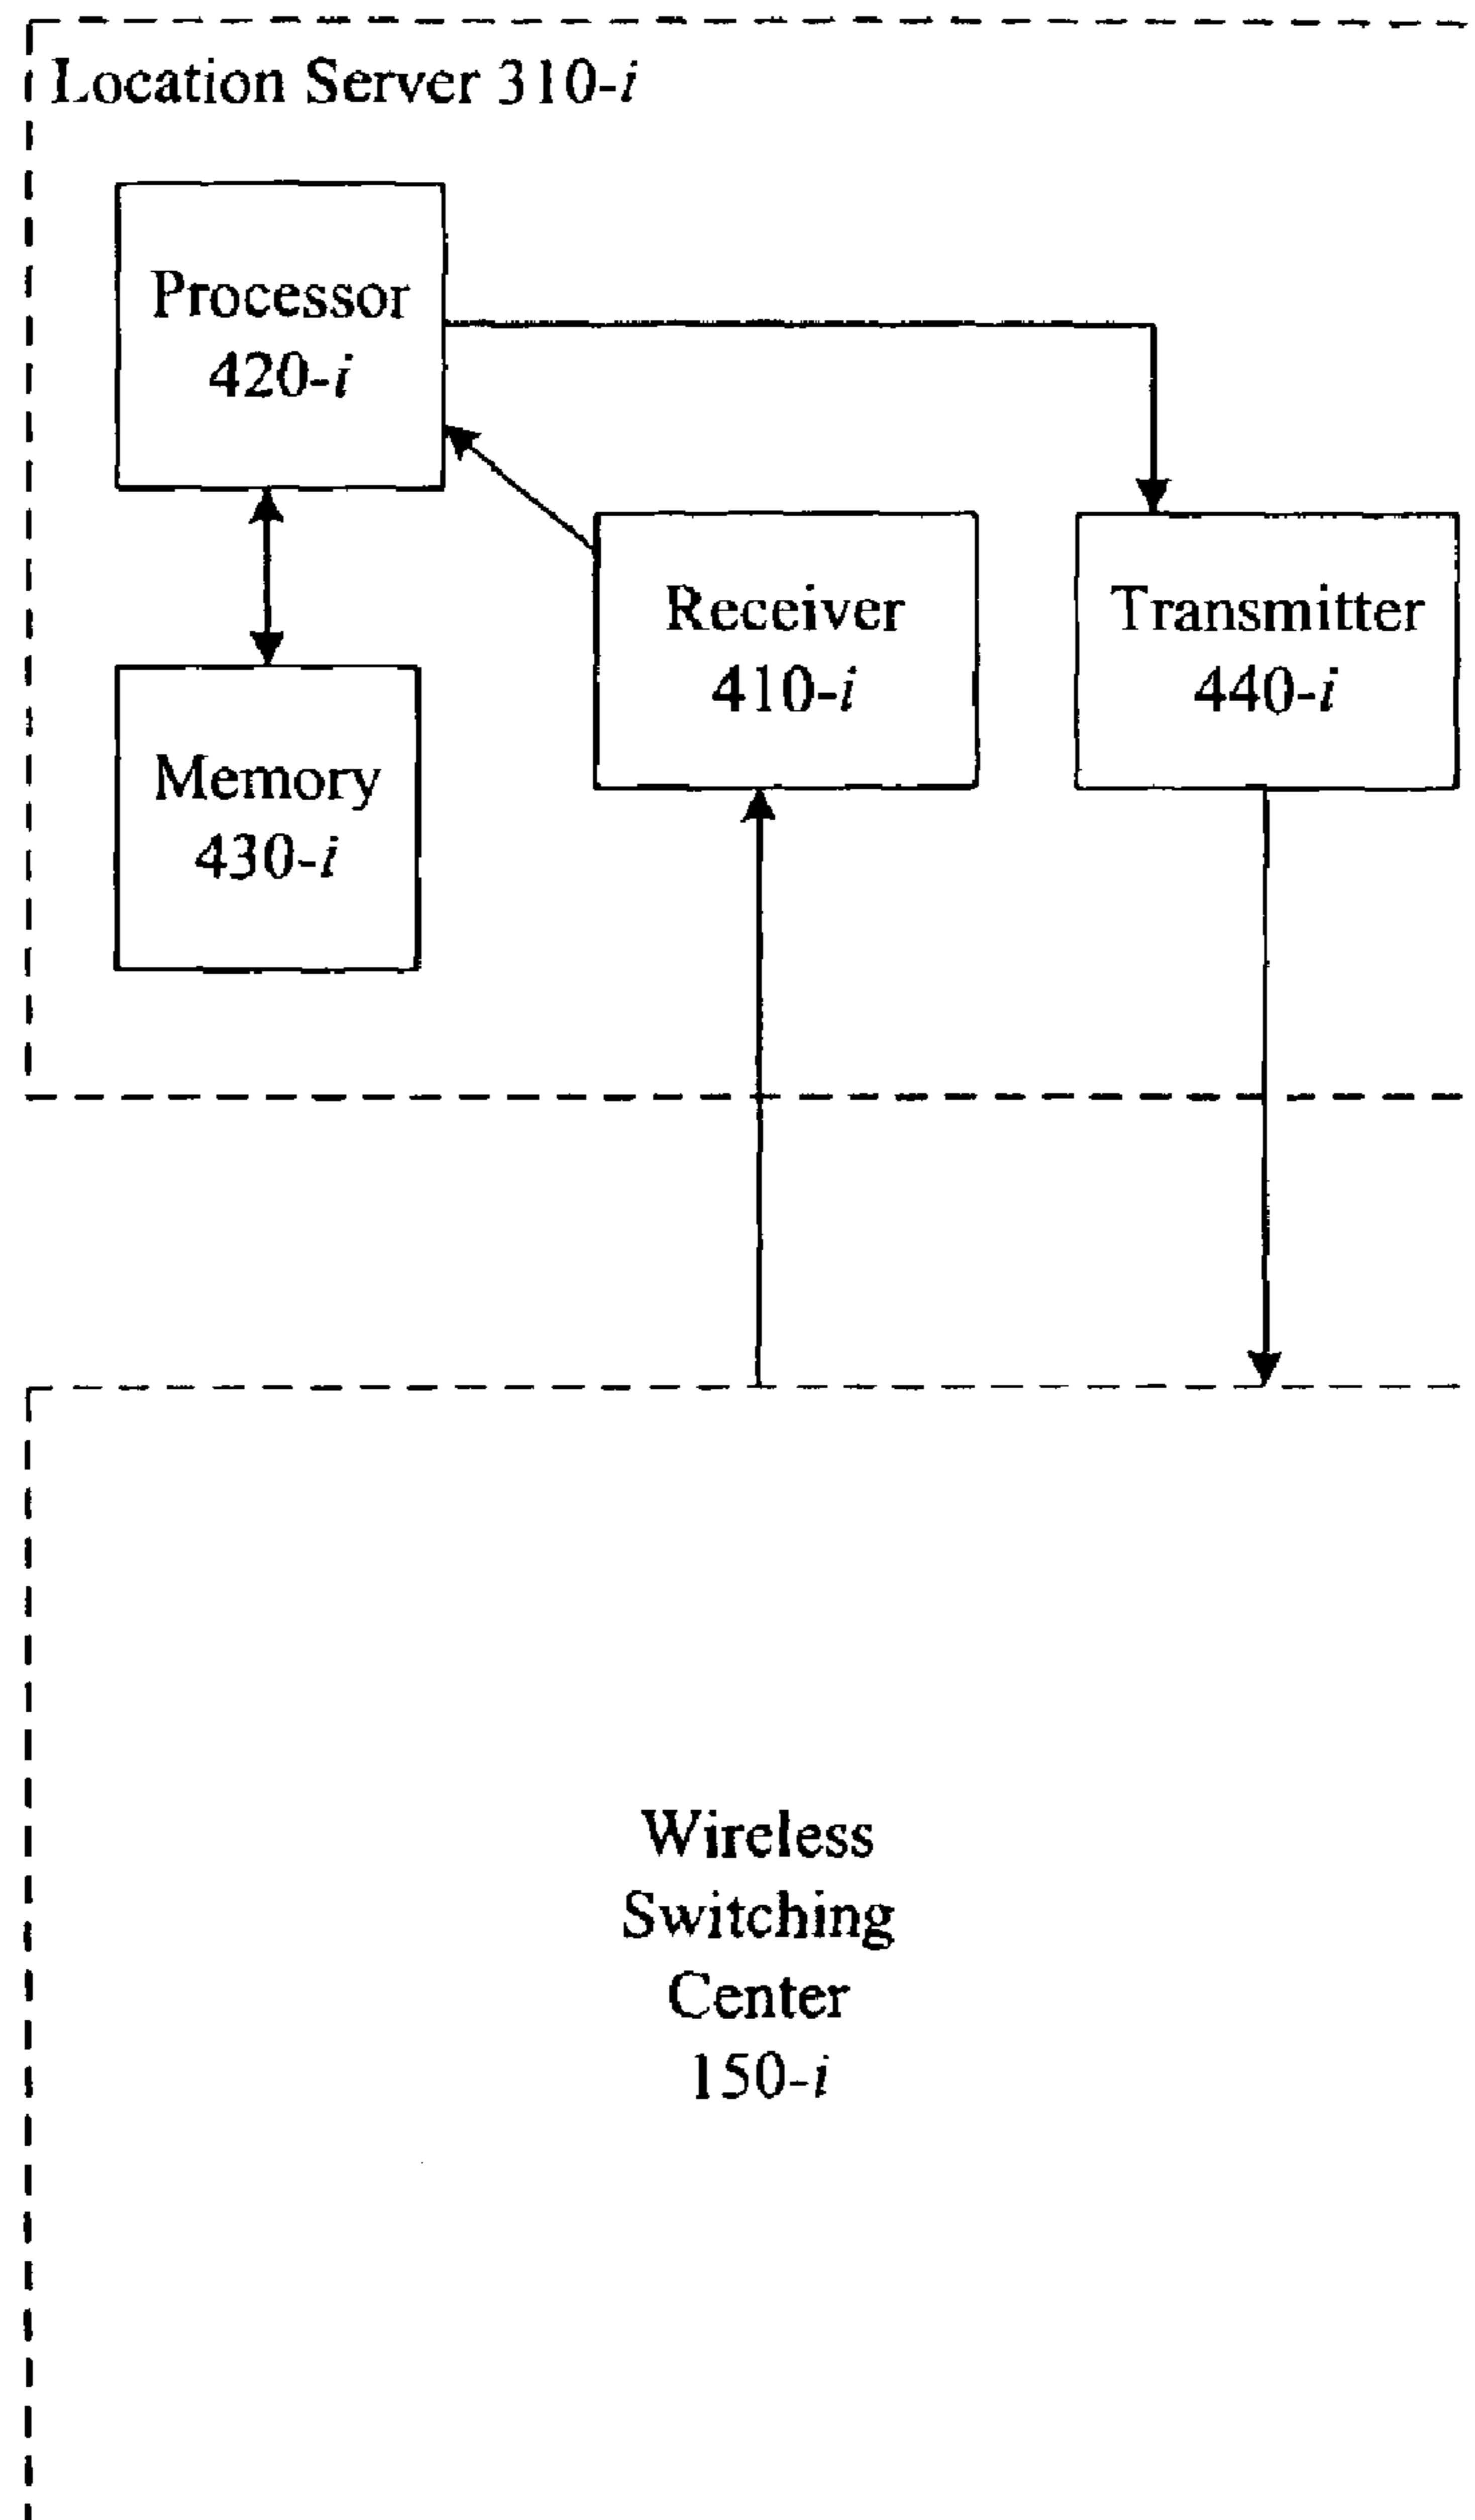 Location Server 310-i
Processor
420-i
Receiver
410-i
Transmitter
440-i
Memory
430-i
Wireless
Switching
Center
150-i